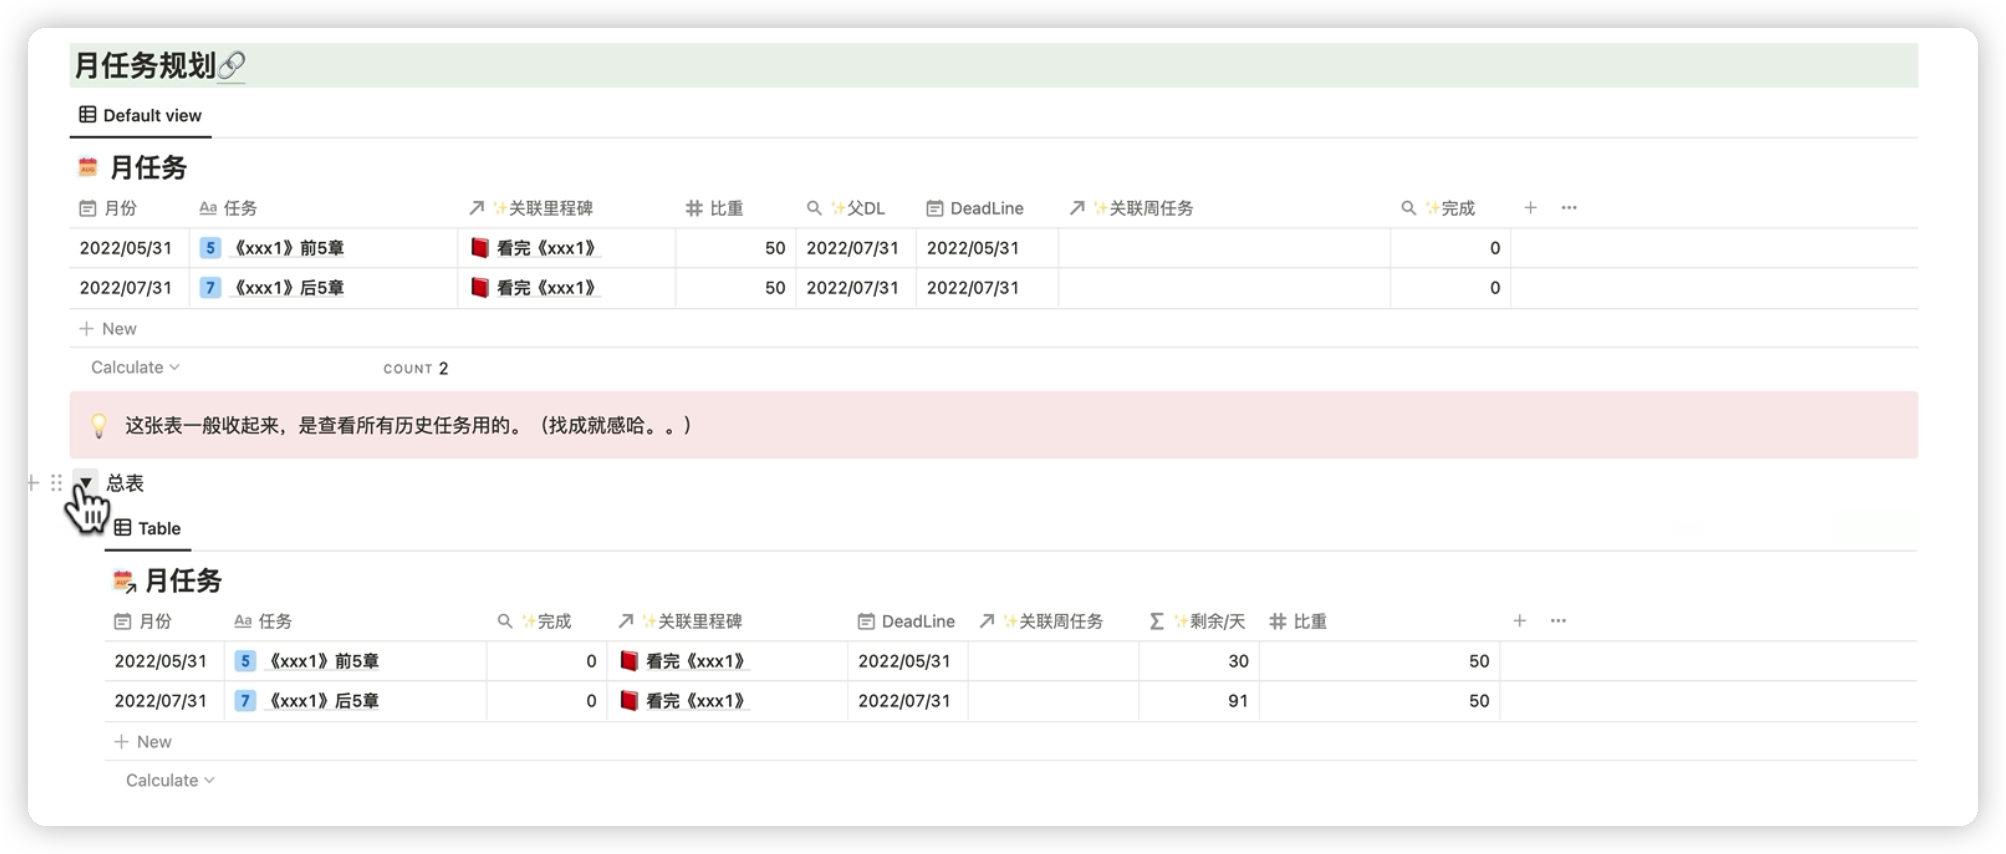 月任务规划
Default view
月任务
月份 Aa 任务 ✨关联里程碑 # 比重 ✨父DL DeadLine ✨关联周任务 ✨完成 + ···
2022/05/31 5 《xxx1》前5章 看完《xxx1》 50 2022/07/31 2022/05/31 0
2022/07/31 7 《xxx1》后5章 看完《xxx1》 50 2022/07/31 2022/07/31 0
+ New
Calculate COUNT 2
这张表一般收起来，是查看所有历史任务用的。（找成就感哈。。）
总表
Table
月任务
月份 Aa 任务 ✨完成 ✨关联里程碑 DeadLine ✨关联周任务 Σ ✨剩余/天 # 比重 + ···
2022/05/31 5 《xxx1》前5章 0 看完《xxx1》 2022/05/31 30 50
2022/07/31 7 《xxx1》后5章 0 看完《xxx1》 2022/07/31 91 50
+ New
Calculate